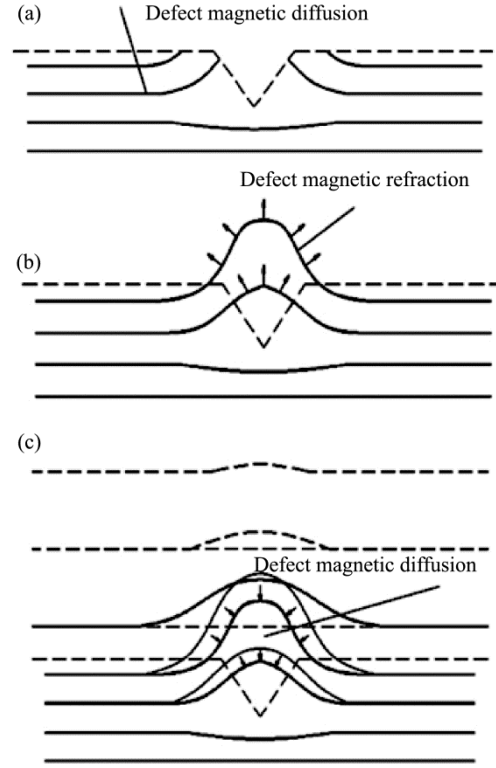 (a)
Defect magnetic diffusion
Defect magnetic refraction
(b)
(c)
Defect magnetic diffusion